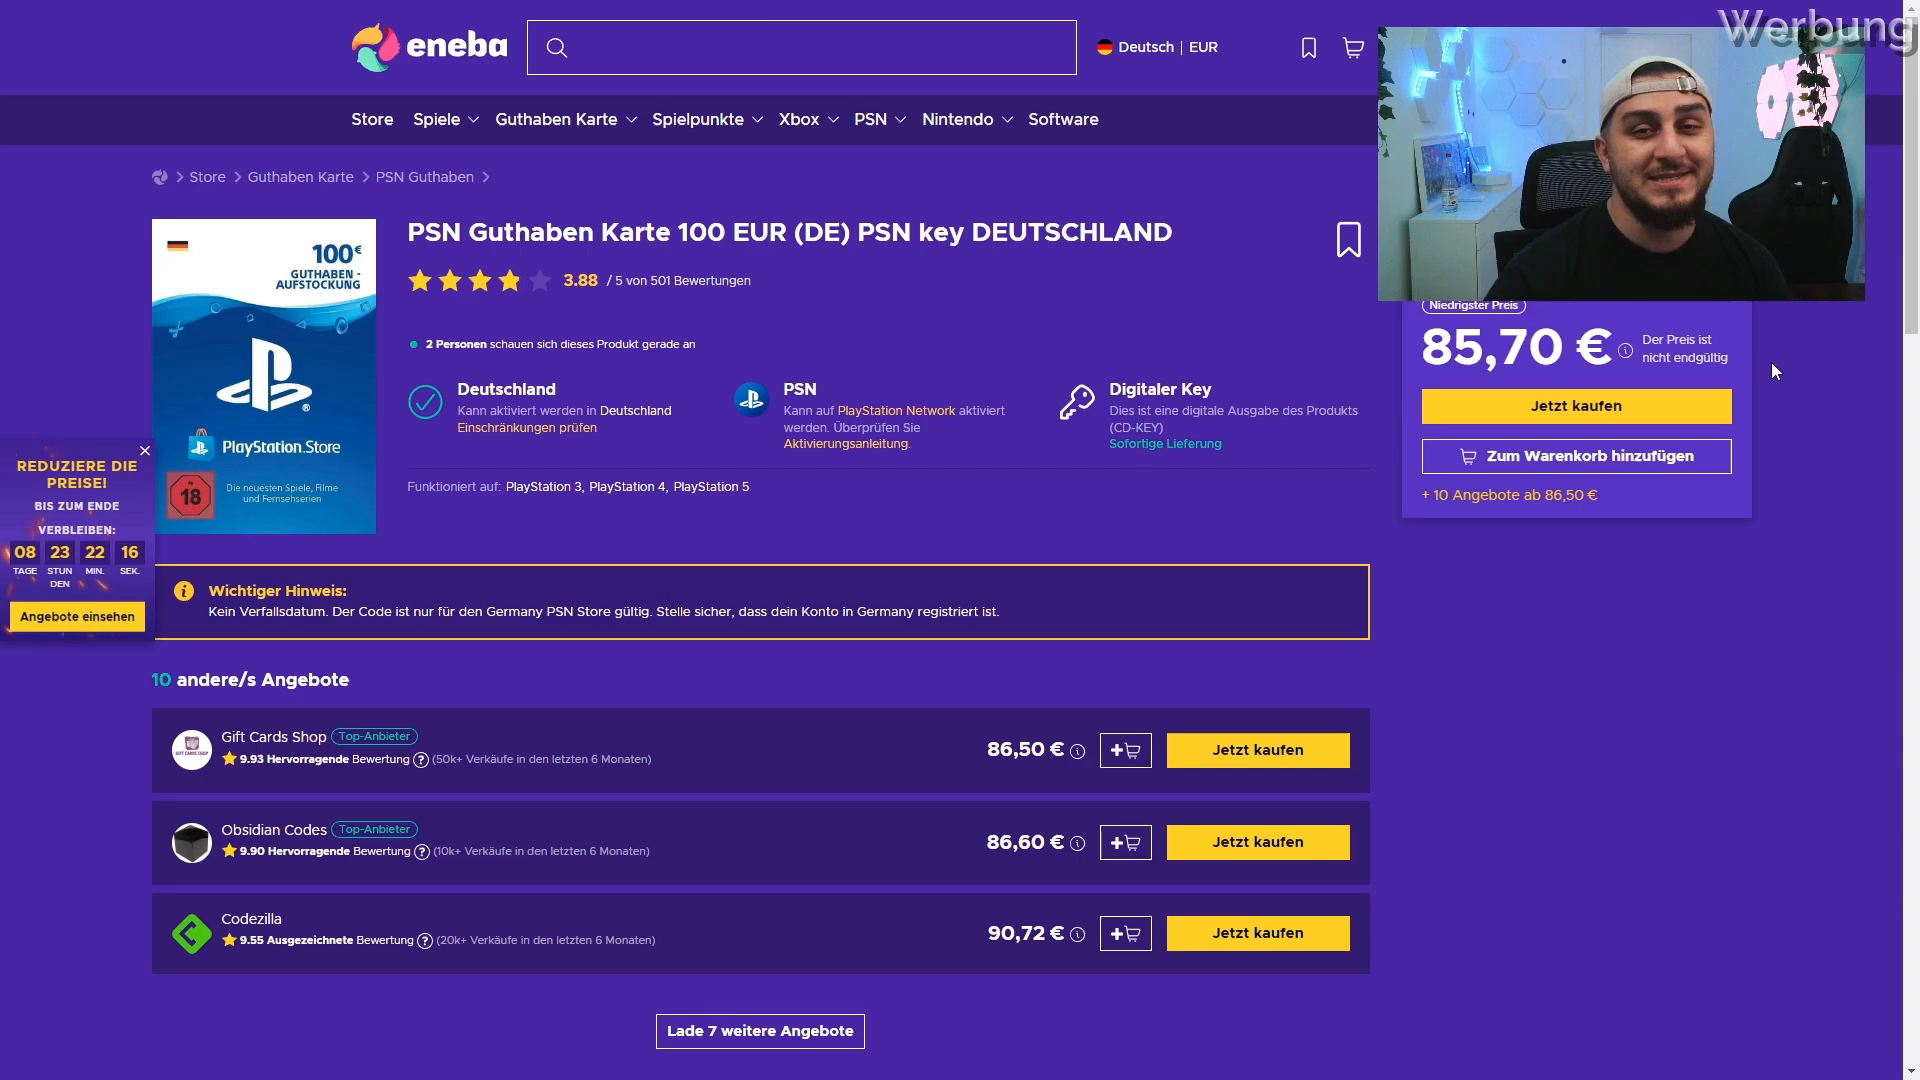 Werbung
eneba
Deutsch | EUR
Store
Spiele
Guthaben Karte
Spielpunkte
Xbox
PSN
Nintendo
Software
Store
Guthaben Karte
PSN Guthaben
100€
GUTHABEN -
AUFSTOCKUNG
PlayStation.Store
18
Die neuesten Spiele, Filme
und Fernsehserien
PSN Guthaben Karte 100 EUR (DE) PSN key DEUTSCHLAND
3.88 / 5 von 501 Bewertungen
2 Personen schauen sich dieses Produkt gerade an
Deutschland
Kann aktiviert werden in Deutschland
Einschränkungen prüfen
PSN
Kann auf PlayStation Network aktiviert
werden. Überprüfen Sie
Aktivierungsanleitung.
Digitaler Key
Dies ist eine digitale Ausgabe des Produkts
(CD-KEY)
Sofortige Lieferung
Funktioniert auf: PlayStation 3, PlayStation 4, PlayStation 5
Niedrigster Preis
85,70 €
Der Preis ist
nicht endgültig
Jetzt kaufen
Zum Warenkorb hinzufügen
+ 10 Angebote ab 86,50 €
REDUZIERE DIE
PREISE!
BIS ZUM ENDE
VERBLEIBEN:
08 23 22 16
TAGE STUN MIN. SEK.
DEN
Angebote einsehen
Wichtiger Hinweis:
Kein Verfallsdatum. Der Code ist nur für den Germany PSN Store gültig. Stelle sicher, dass dein Konto in Germany registriert ist.
10 andere/s Angebote
Gift Cards Shop Top-Anbieter
9.93 Hervorragende Bewertung ? (50k+ Verkäufe in den letzten 6 Monaten)
86,50 €
Jetzt kaufen
Obsidian Codes Top-Anbieter
9.90 Hervorragende Bewertung ? (10k+ Verkäufe in den letzten 6 Monaten)
86,60 €
Jetzt kaufen
Codezilla
9.55 Ausgezeichnete Bewertung ? (20k+ Verkäufe in den letzten 6 Monaten)
90,72 €
Jetzt kaufen
Lade 7 weitere Angebote